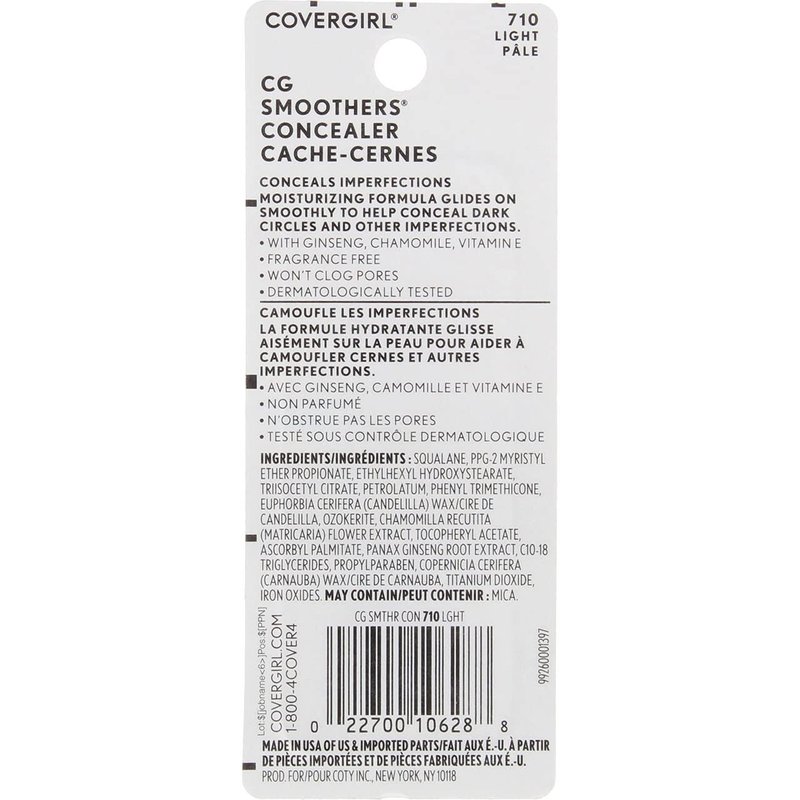 COVERGIRL®
710
LIGHT
PÂLE
CG
SMOOTHERS®
CONCEALER
CACHE-CERNES
CONCEALS IMPERFECTIONS
MOISTURIZING FORMULA GLIDES ON
SMOOTHLY TO HELP CONCEAL DARK
CIRCLES AND OTHER IMPERFECTIONS.
• WITH GINSENG, CHAMOMILE, VITAMIN E
• FRAGRANCE FREE
• WON'T CLOG PORES
• DERMATOLOGICALLY TESTED
CAMOUFLE LES IMPERFECTIONS
LA FORMULE HYDRATANTE GLISSE
AISÉMENT SUR LA PEAU POUR AIDER À
CAMOUFLER CERNES ET AUTRES
IMPERFECTIONS.
• AVEC GINSENG, CAMOMILLE ET VITAMINE E
• NON PARFUMÉ
• N'OBSTRUE PAS LES PORES
• TESTÉ SOUS CONTRÔLE DERMATOLOGIQUE
INGREDIENTS/INGRÉDIENTS : SQUALANE, PPG-2 MYRISTYL
ETHER PROPIONATE, ETHYLHEXYL HYDROXYSTEARATE,
TRIISOCETYL CITRATE, PETROLATUM, PHENYL TRIMETHICONE,
EUPHORBIA CERIFERA (CANDELILLA) WAX/CIRE DE
CANDELILLA, OZOKERITE, CHAMOMILLA RECUTITA
(MATRICARIA) FLOWER EXTRACT, TOCOPHERYL ACETATE,
ASCORBYL PALMITATE, PANAX GINSENG ROOT EXTRACT, C10-18
TRIGLYCERIDES, PROPYLPARABEN, COPERNICIA CERIFERA
(CARNAUBA) WAX/CIRE DE CARNAUBA, TITANIUM DIOXIDE,
IRON OXIDES. MAY CONTAIN/PEUT CONTENIR : MICA.
CG SMTHR CON 710 LGHT
Lot:$[jobname<6>]Pos:$[PPN]
COVERGIRL.COM
1-800-4COVER4
99260001397
0 22700 10628 8
MADE IN USA OF US & IMPORTED PARTS/FAIT AUX É.-U. À PARTIR
DE PIÈCES IMPORTÉES ET DE PIÈCES FABRIQUÉES AUX É.-U.
PROD. FOR/POUR COTY INC., NEW YORK, NY 10118